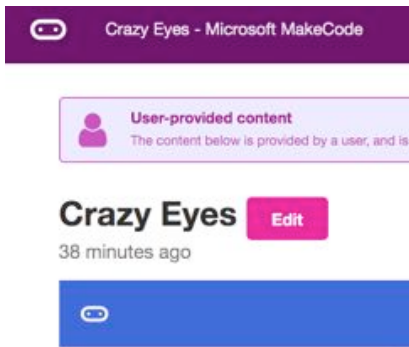 Crazy Eyes - Microsoft MakeCode
User-provided content
The content below is provided by a user, and is
Crazy Eyes Edit
38 minutes ago